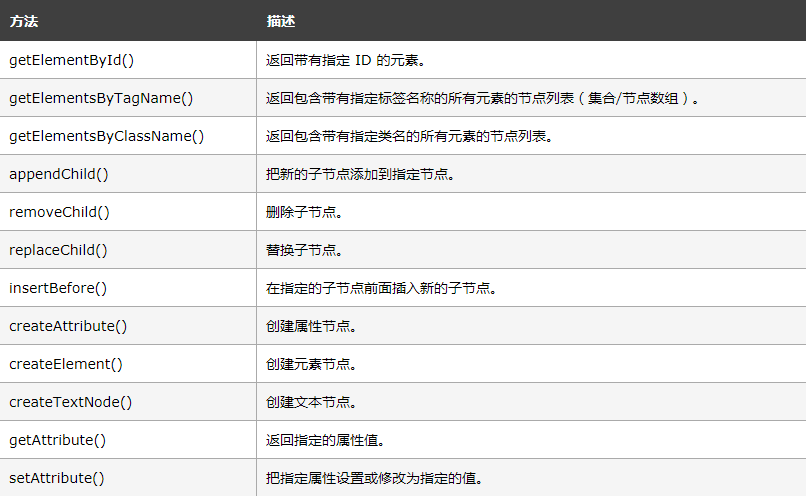 方法 描述
getElementById() 返回带有指定 ID 的元素。
getElementsByTagName() 返回包含带有指定标签名称的所有元素的节点列表（集合/节点数组）。
getElementsByClassName() 返回包含带有指定类名的所有元素的节点列表。
appendChild() 把新的子节点添加到指定节点。
removeChild() 删除子节点。
replaceChild() 替换子节点。
insertBefore() 在指定的子节点前面插入新的子节点。
createAttribute() 创建属性节点。
createElement() 创建元素节点。
createTextNode() 创建文本节点。
getAttribute() 返回指定的属性值。
setAttribute() 把指定属性设置或修改为指定的值。